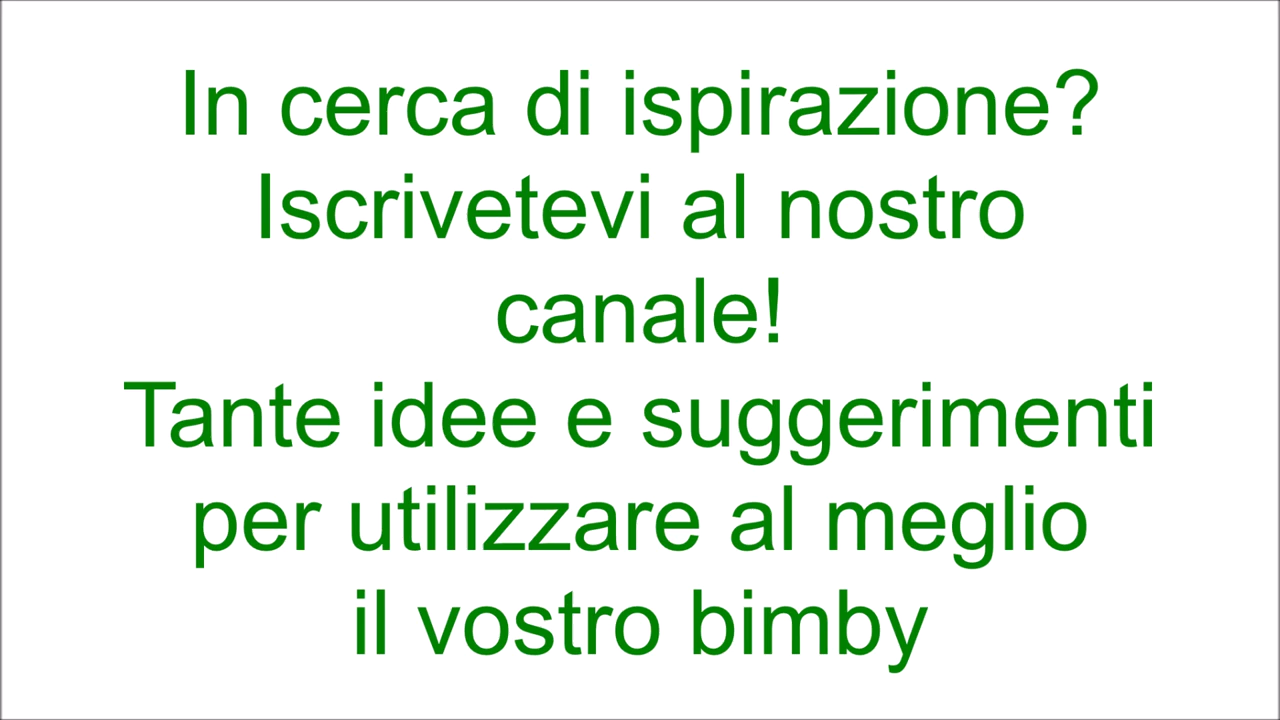 In cerca di ispirazione?
Iscrivetevi al nostro
canale!
Tante idee e suggerimenti
per utilizzare al meglio
il vostro bimby